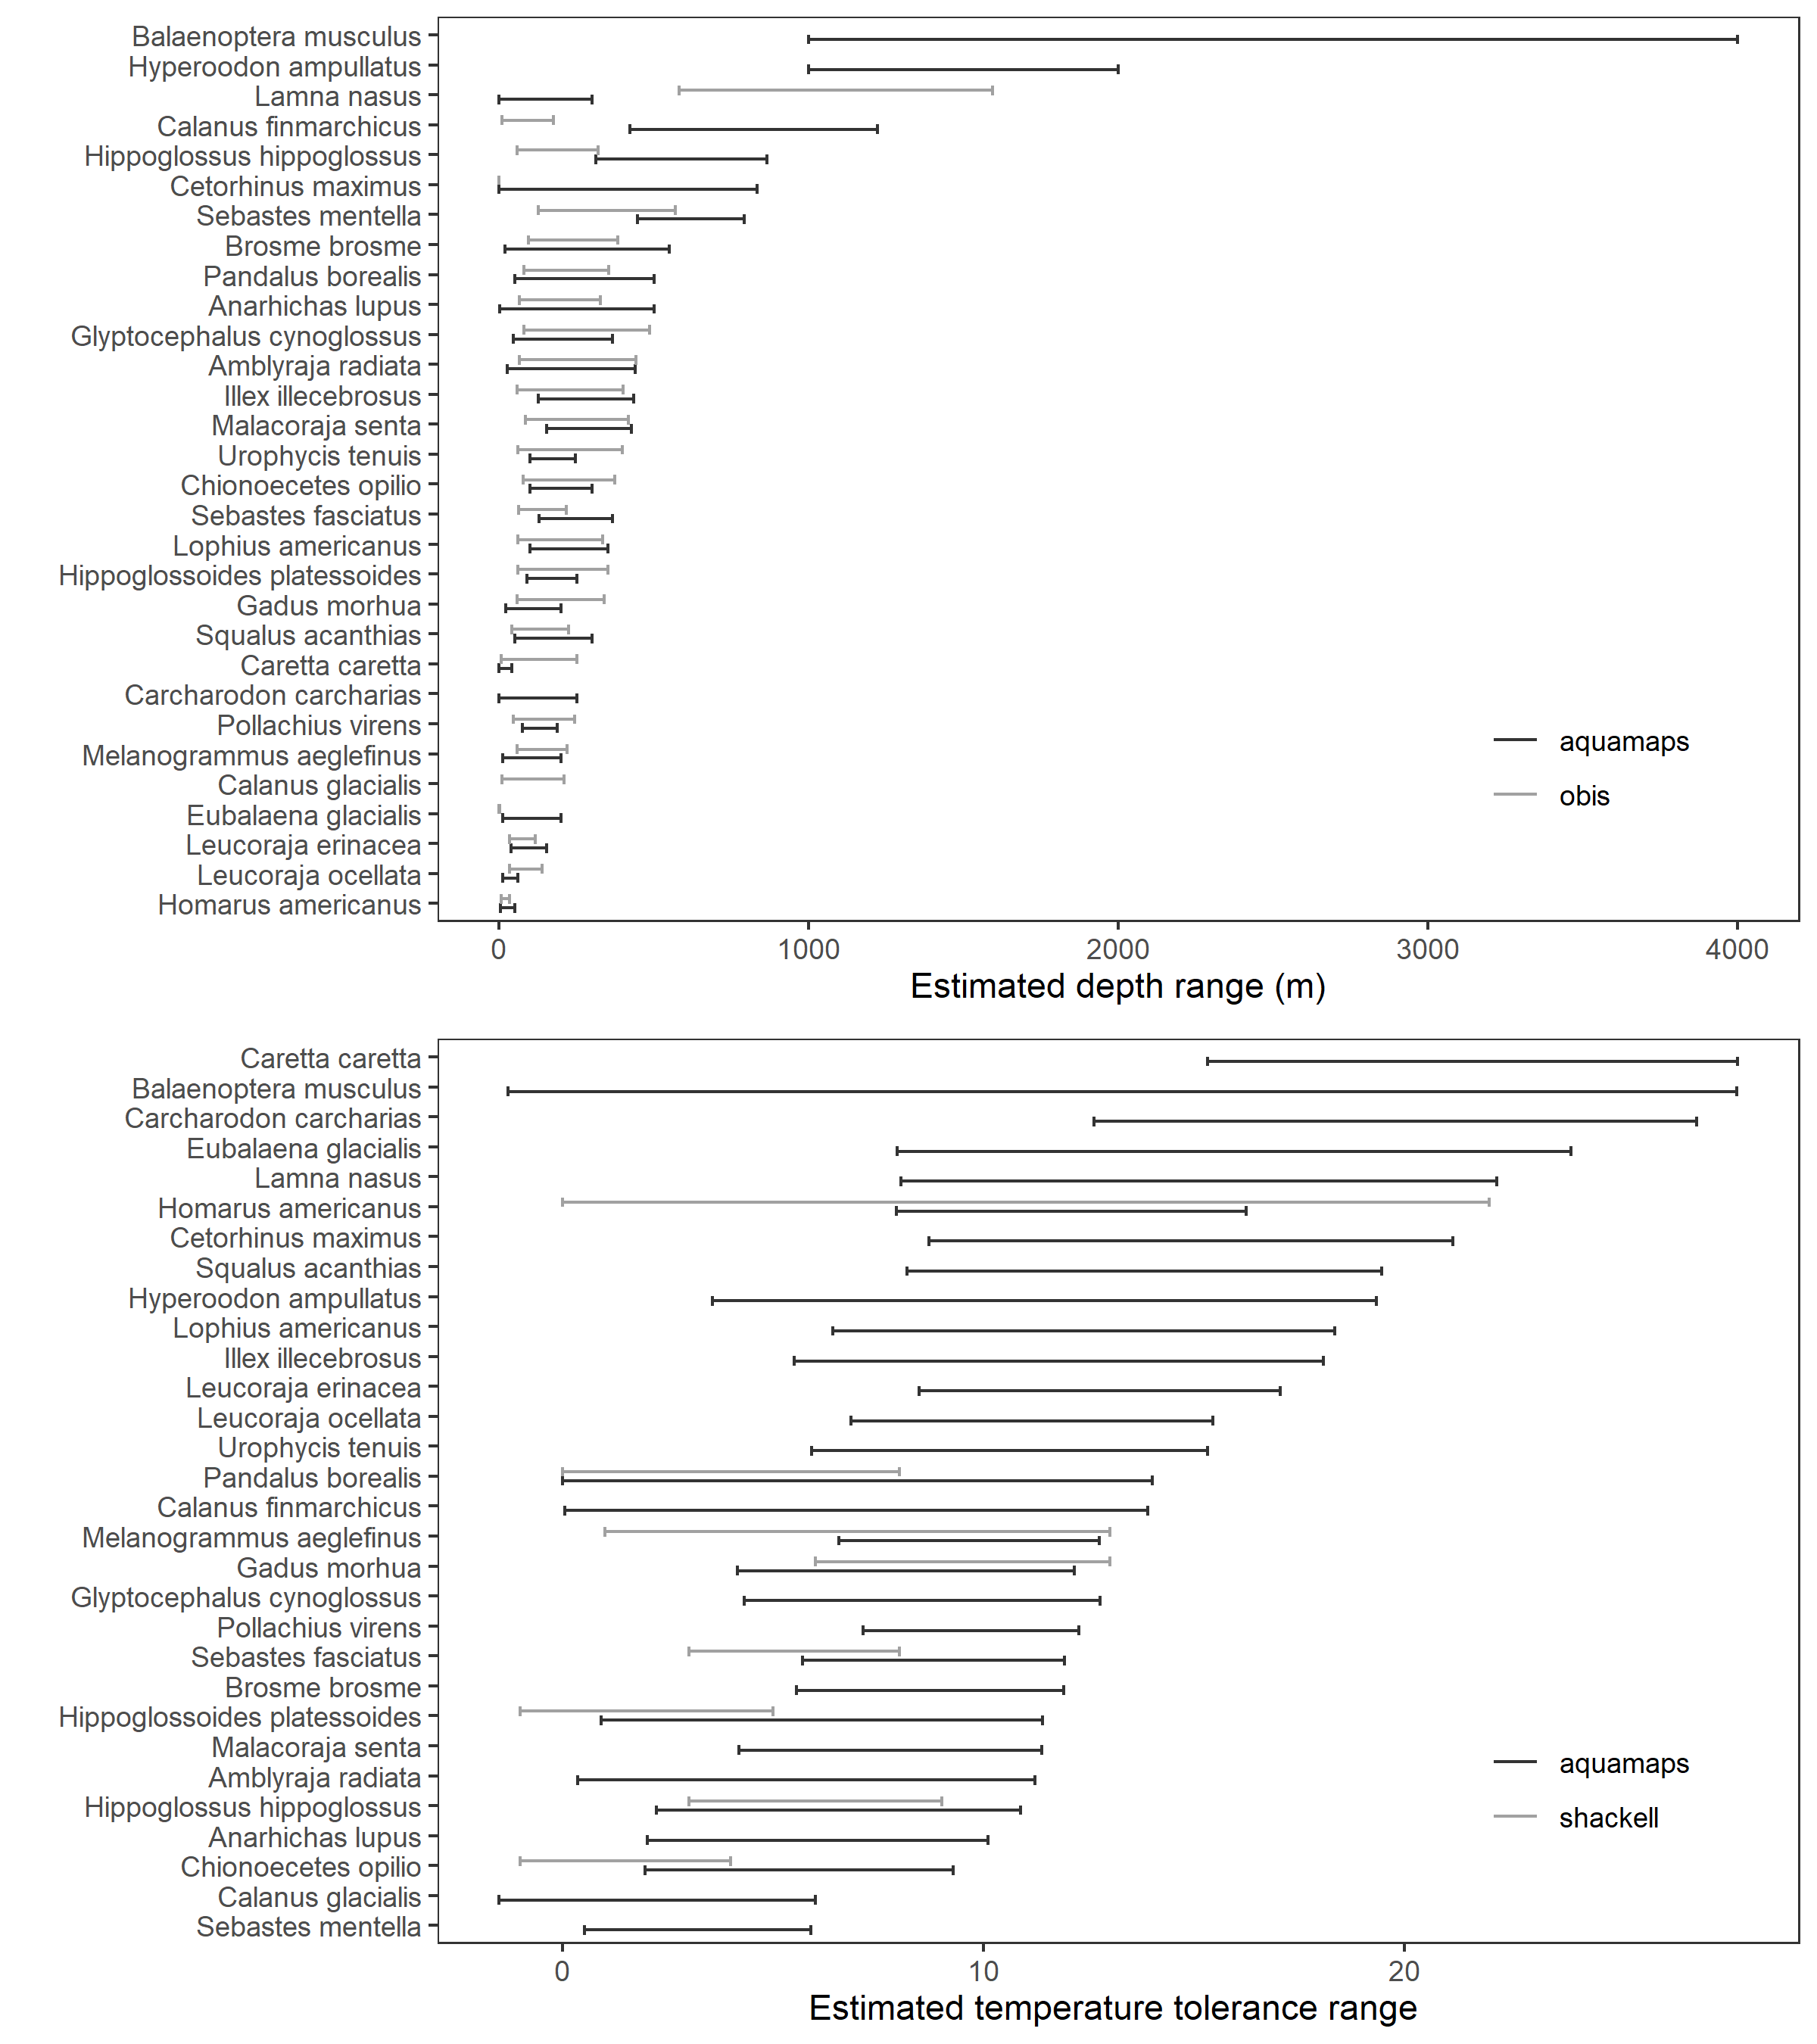 Balaenoptera musculus
Hyperoodon ampullatus
Lamna nasus
Calanus finmarchicus
Hippoglossus hippoglossus
Cetorhinus maximus
Sebastes mentella
Brosme brosme
Pandalus borealis
Anarhichas lupus
Glyptocephalus cynoglossus
Amblyraja radiata
Illex illecebrosus
Malacoraja senta
Urophycis tenuis
Chionoecetes opilio
Sebastes fasciatus
Lophius americanus
Hippoglossoides platessoides
Gadus morhua
Squalus acanthias
Caretta caretta
Carcharodon carcharias
Pollachius virens
Melanogrammus aeglefinus
Calanus glacialis
Eubalaena glacialis
Leucoraja erinacea
Leucoraja ocellata
Homarus americanus
aquamaps
obis
0 1000 2000 3000 4000
Estimated depth range (m)
Caretta caretta
Balaenoptera musculus
Carcharodon carcharias
Eubalaena glacialis
Lamna nasus
Homarus americanus
Cetorhinus maximus
Squalus acanthias
Hyperoodon ampullatus
Lophius americanus
Illex illecebrosus
Leucoraja erinacea
Leucoraja ocellata
Urophycis tenuis
Pandalus borealis
Calanus finmarchicus
Melanogrammus aeglefinus
Gadus morhua
Glyptocephalus cynoglossus
Pollachius virens
Sebastes fasciatus
Brosme brosme
Hippoglossoides platessoides
Malacoraja senta
Amblyraja radiata
Hippoglossus hippoglossus
Anarhichas lupus
Chionoecetes opilio
Calanus glacialis
Sebastes mentella
aquamaps
shackell
0 10 20
Estimated temperature tolerance range